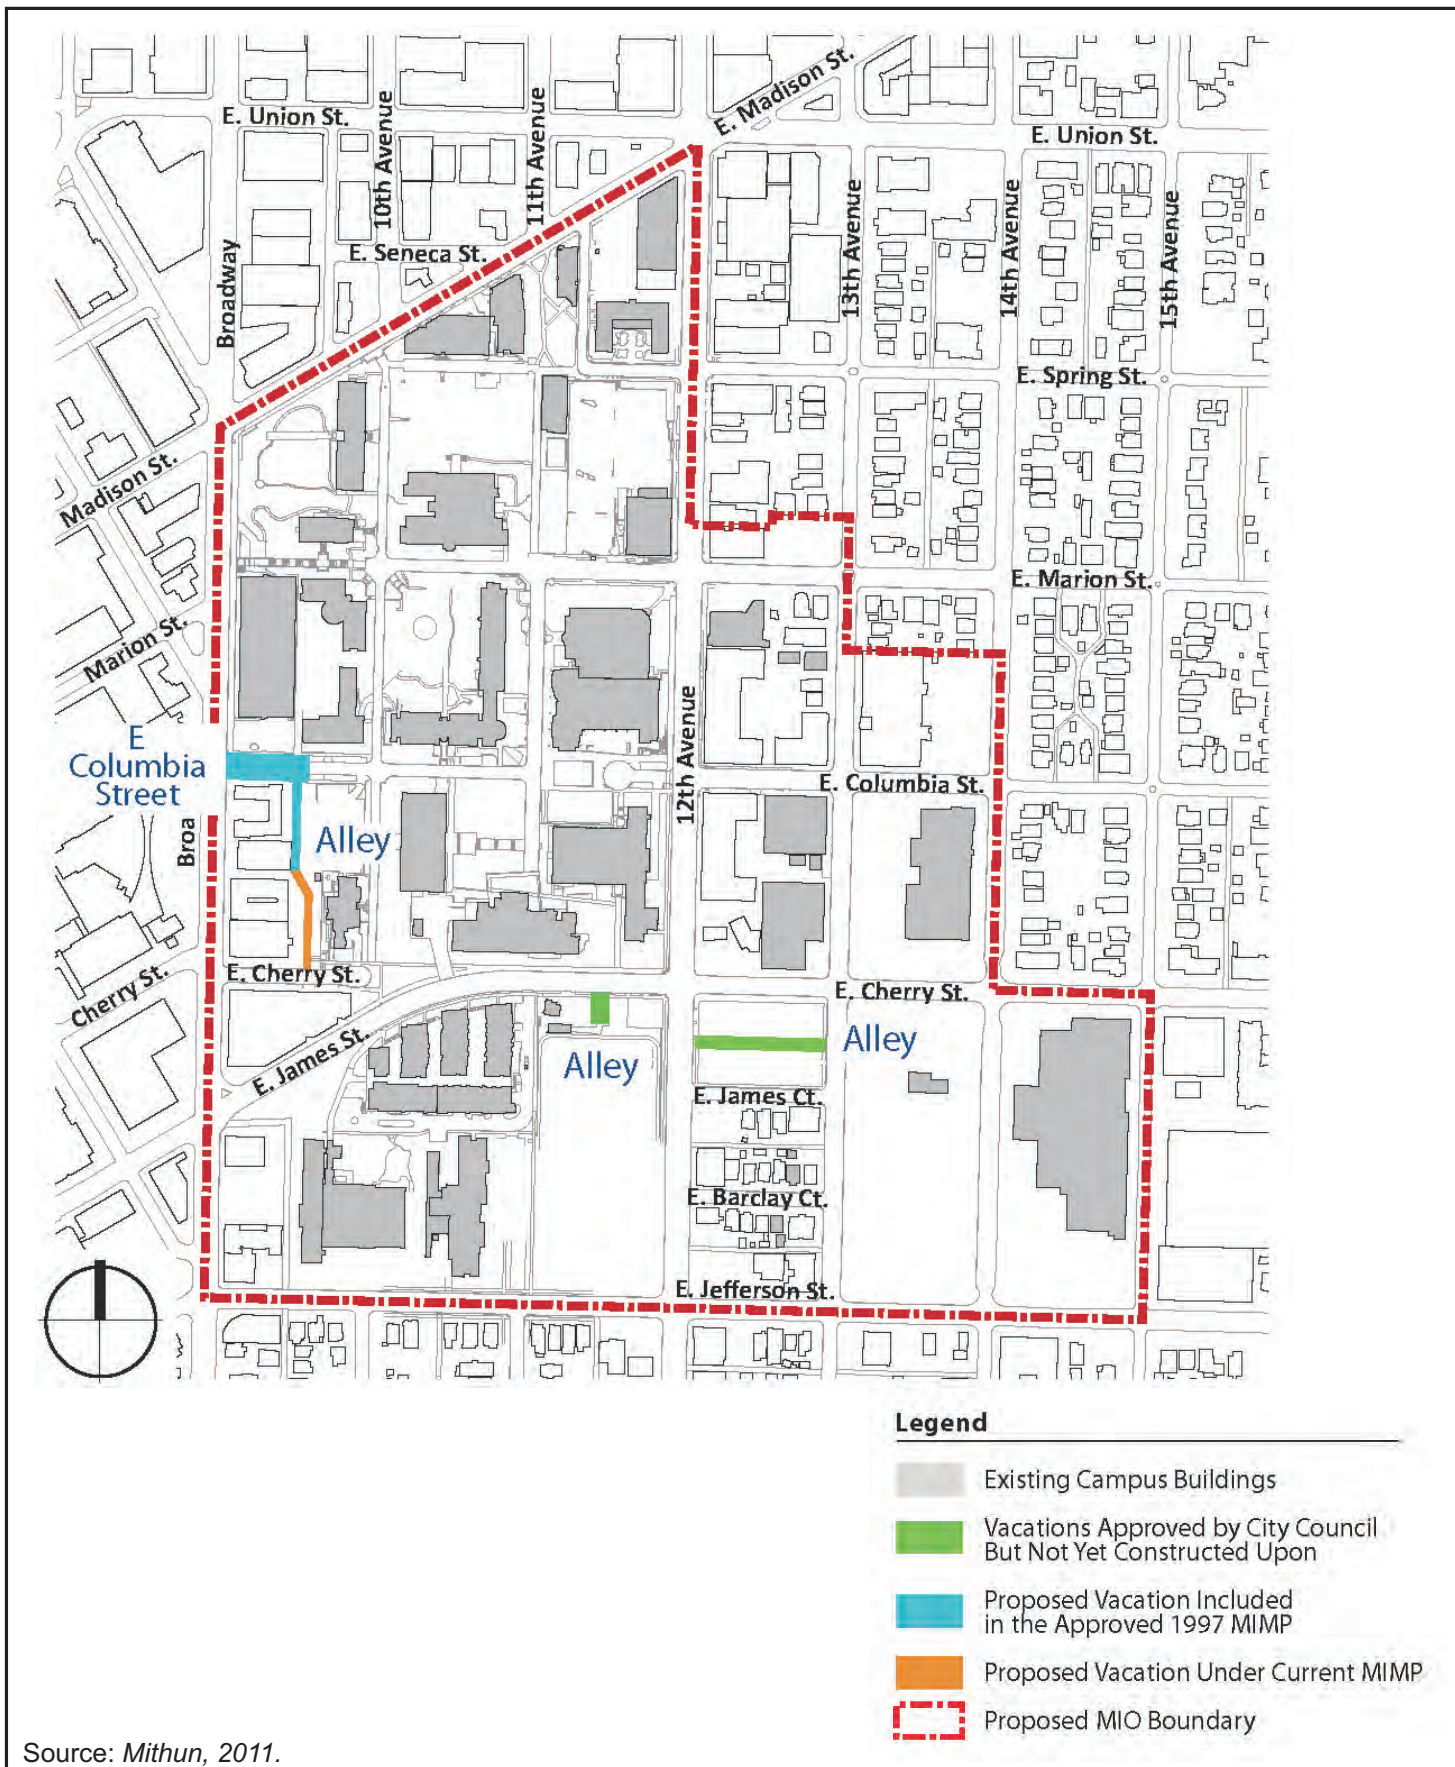 E. Madison St.
E. Union St.
E. Union St.
10th Avenue
11th Avenue
13th Avenue
14th Avenue
15th Avenue
E. Seneca St.
Broadway
E. Spring St.
Madison St.
E. Marion St.
Marion St.
12th Avenue
E
Columbia
Street
E. Columbia St.
Broa
Alley
E. Cherry St.
Cherry St.
E. Cherry St.
E. James St.
Alley
Alley
E. James Ct.
E. Barclay Ct.
E. Jefferson St.
Legend
Existing Campus Buildings
Vacations Approved by City Council
But Not Yet Constructed Upon
Proposed Vacation Included
in the Approved 1997 MIMP
Proposed Vacation Under Current MIMP
Proposed MIO Boundary
Source: Mithun, 2011.